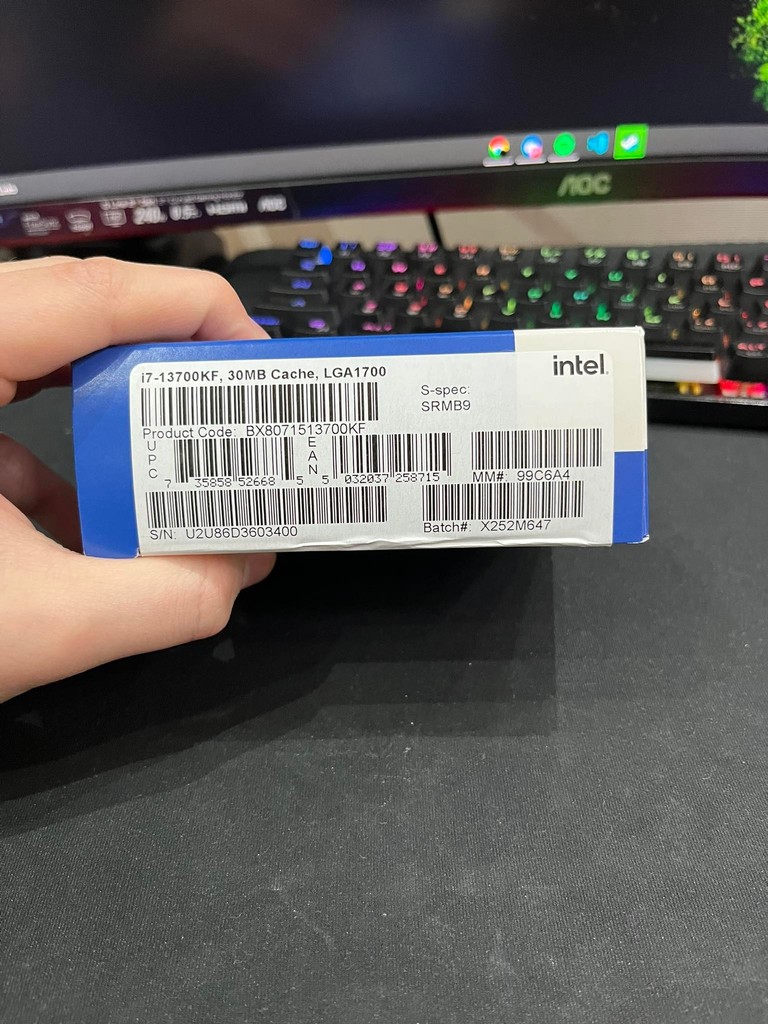 AOC
i7-13700KF, 30MB Cache, LGA1700
intel.
S-spec:
SRMB9
Product Code: BX8071513700KF
UPC
EAN
7 35858 52668 5
5 032037 258715
MM#: 99C6A4
S/N: U2U86D3603400
Batch#: X252M647